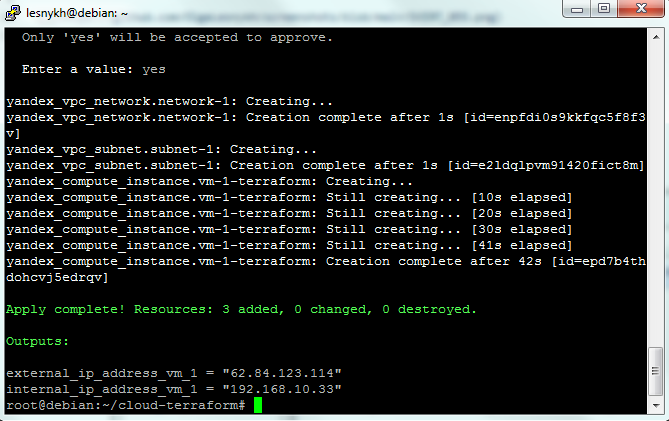 lesnykh@debian: ~
Only 'yes' will be accepted to approve.
Enter a value: yes
yandex_vpc_network.network-1: Creating...
yandex_vpc_network.network-1: Creation complete after 1s [id=enpfdi0s9kkfqc5f8f3
v]
yandex_vpc_subnet.subnet-1: Creating...
yandex_vpc_subnet.subnet-1: Creation complete after 1s [id=e2ldqlpvm91420fict8m]
yandex_compute_instance.vm-1-terraform: Creating...
yandex_compute_instance.vm-1-terraform: Still creating... [10s elapsed]
yandex_compute_instance.vm-1-terraform: Still creating... [20s elapsed]
yandex_compute_instance.vm-1-terraform: Still creating... [30s elapsed]
yandex_compute_instance.vm-1-terraform: Still creating... [41s elapsed]
yandex_compute_instance.vm-1-terraform: Creation complete after 42s [id=epd7b4th
dohcvj5edrqv]
Apply complete! Resources: 3 added, 0 changed, 0 destroyed.
Outputs:
external_ip_address_vm_1 = "62.84.123.114"
internal_ip_address_vm_1 = "192.168.10.33"
root@debian:~/cloud-terraform#